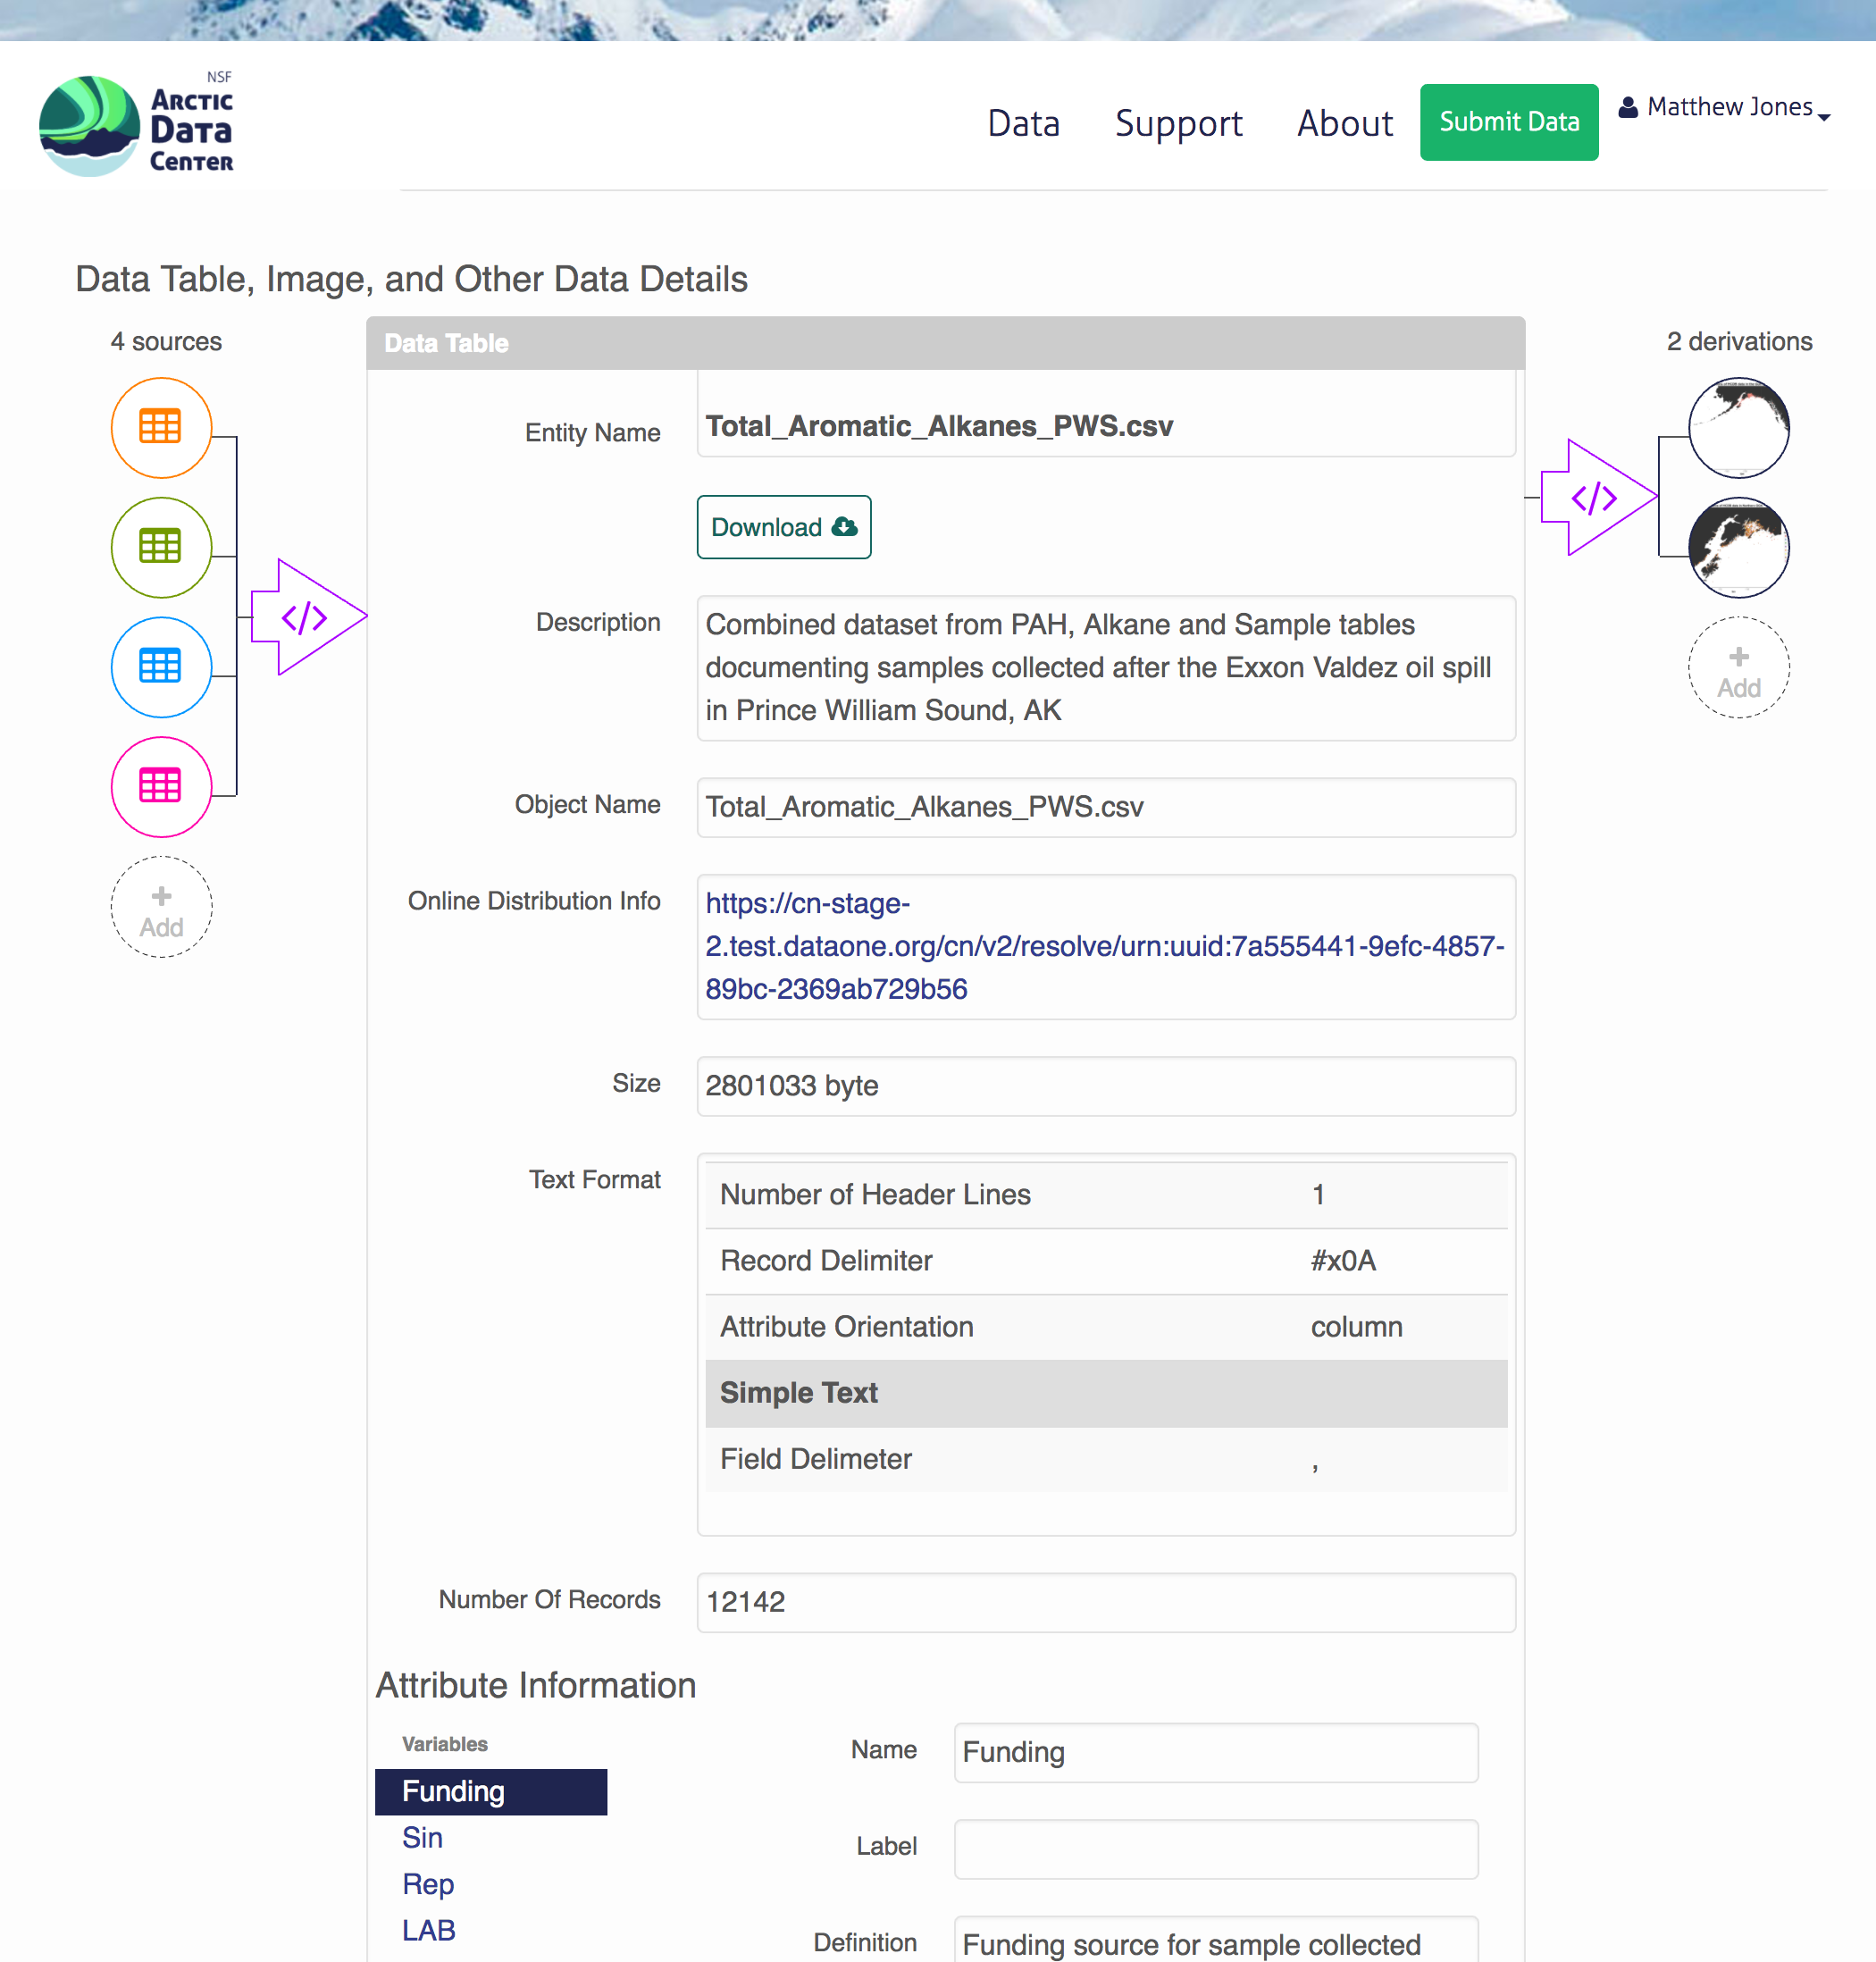 NSF
ARCTIC
DATA
CENTER
Data
Support
About
Submit Data
Matthew Jones
Data Table, Image, and Other Data Details
4 sources
Data Table
2 derivations
Entity Name
Total_Aromatic_Alkanes_PWS.csv
Download
Description
Combined dataset from PAH, Alkane and Sample tables
documenting samples collected after the Exxon Valdez oil spill
in Prince William Sound, AK
</>
</>
Add
Add
Object Name
Total_Aromatic_Alkanes_PWS.csv
Online Distribution Info
https://cn-stage-
2.test.dataone.org/cn/v2/resolve/urn:uuid:7a555441-9efc-4857-
89bc-2369ab729b56
Size
2801033 byte
Text Format
Number of Header Lines 1
Record Delimiter #x0A
Attribute Orientation column
Simple Text
Field Delimeter ,
Number Of Records
12142
Attribute Information
Variables
Funding
Sin
Rep
LAB
Name
Funding
Label
Definition
Funding source for sample collected